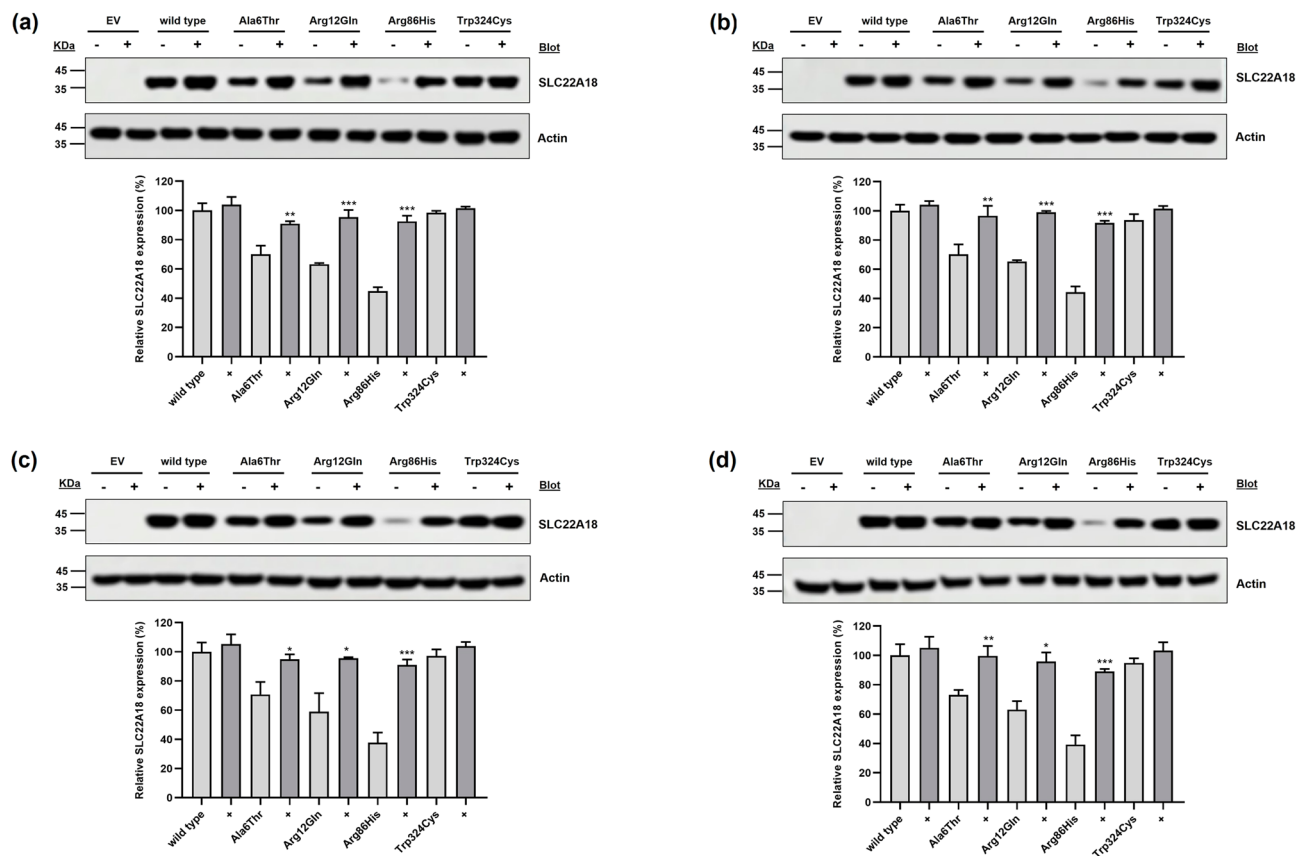 (a)
EV wild type Ala6Thr Arg12Gln Arg86His Trp324Cys
KDa - + - + - + - + - + - + Blot
45
35
SLC22A18
45
35
Actin
Relative SLC22A18 expression (%)
120
100
80
60
40
20
0
** *** ***
wild type + Ala6Thr + Arg12Gln + Arg86His + Trp324Cys +
(b)
EV wild type Ala6Thr Arg12Gln Arg86His Trp324Cys
KDa - + - + - + - + - + - + Blot
45
35
SLC22A18
45
35
Actin
Relative SLC22A18 expression (%)
120
100
80
60
40
20
0
** *** ***
wild type + Ala6Thr + Arg12Gln + Arg86His + Trp324Cys +
(c)
EV wild type Ala6Thr Arg12Gln Arg86His Trp324Cys
KDa - + - + - + - + - + - + Blot
45
35
SLC22A18
45
35
Actin
Relative SLC22A18 expression (%)
120
100
80
60
40
20
0
* * ***
wild type + Ala6Thr + Arg12Gln + Arg86His + Trp324Cys +
(d)
EV wild type Ala6Thr Arg12Gln Arg86His Trp324Cys
KDa - + - + - + - + - + - + Blot
45
35
SLC22A18
45
35
Actin
Relative SLC22A18 expression (%)
120
100
80
60
40
20
0
** * ***
wild type + Ala6Thr + Arg12Gln + Arg86His + Trp324Cys +